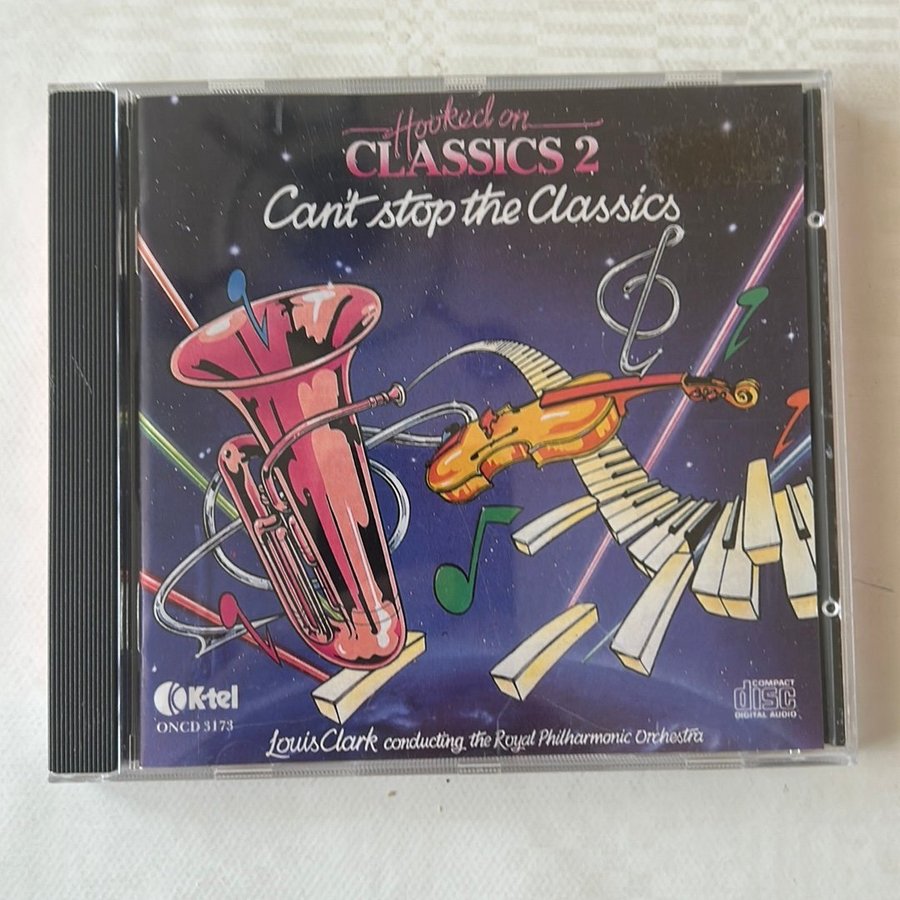 Hooked on
CLASSICS 2
Can't stop the Classics
K-tel
ONCD 3173
COMPACT
disc
DIGITAL AUDIO
Louis Clark conducting the Royal Philharmonic Orchestra